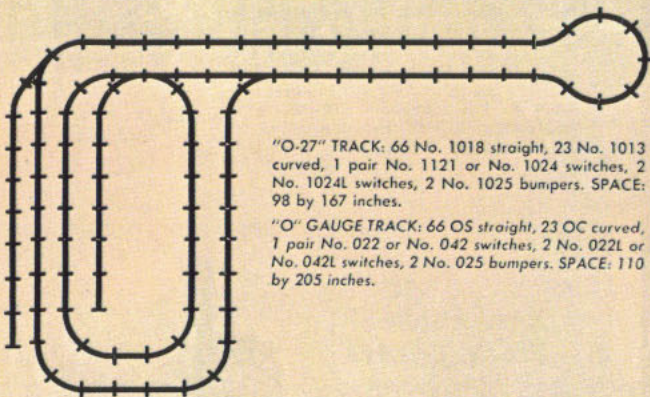 "O-27" TRACK: 66 No. 1018 straight, 23 No. 1013
curved, 1 pair No. 1121 or No. 1024 switches, 2
No. 1024L switches, 2 No. 1025 bumpers. SPACE:
98 by 167 inches.
"O" GAUGE TRACK: 66 OS straight, 23 OC curved,
1 pair No. 022 or No. 042 switches, 2 No. 022L or
No. 042L switches, 2 No. 025 bumpers. SPACE: 110
by 205 inches.